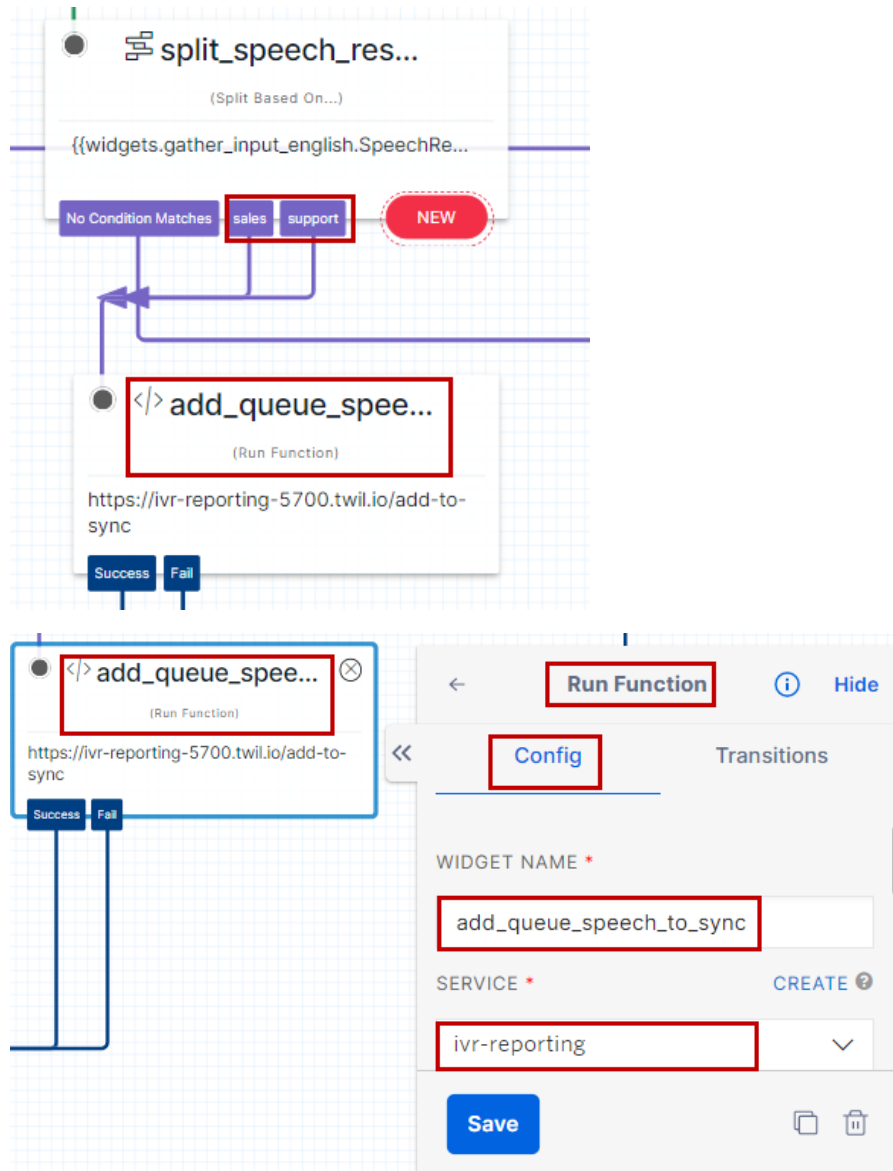 split_speech_res...
(Split Based On...)
{{widgets.gather_input_english.SpeechRe...
No Condition Matches sales support NEW
</> add_queue_spee...
(Run Function)
https://ivr-reporting-5700.twil.io/add-to-
sync
Success Fail
</> add_queue_spee...
(Run Function)
https://ivr-reporting-5700.twil.io/add-to-
sync
Success Fail
Run Function Hide
Config Transitions
WIDGET NAME *
add_queue_speech_to_sync
SERVICE * CREATE ?
ivr-reporting
Save